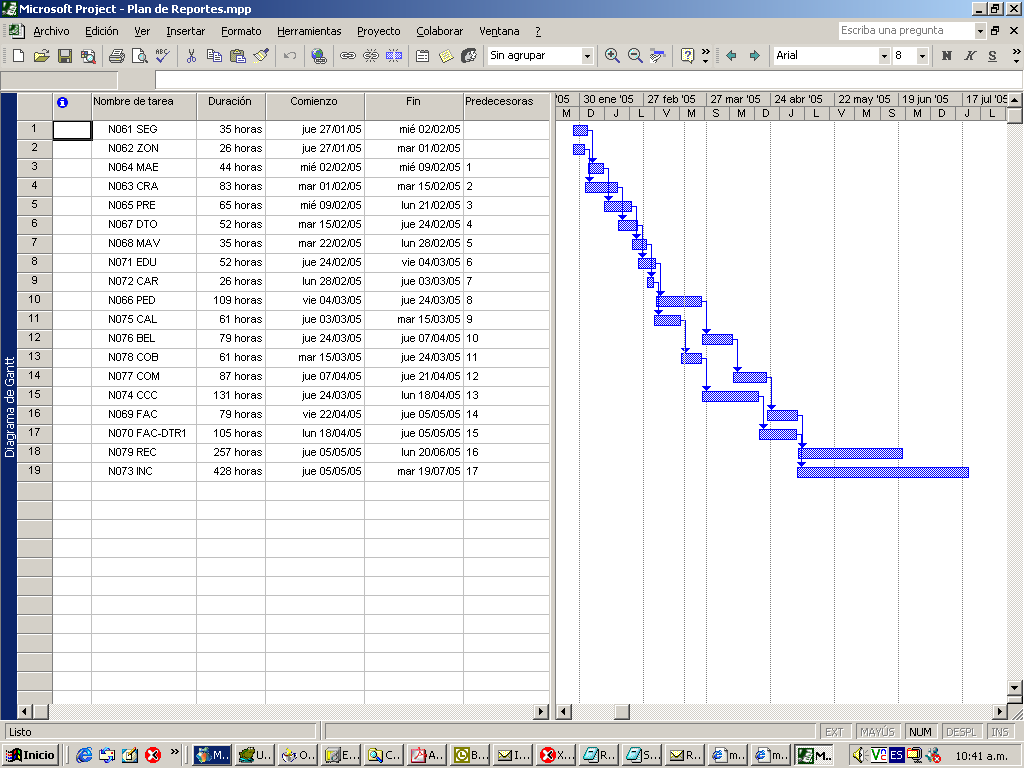 Microsoft Project - Plan de Reportes.mpp
Archivo Edición Ver Insertar Formato Herramientas Proyecto Colaborar Ventana ? Escriba una pregunta
Sin agrupar Arial 8 N K S
Nombre de tarea Duración Comienzo Fin Predecesoras
'05 30 ene '05 27 feb '05 27 mar '05 24 abr '05 22 may '05 19 jun '05 17 jul '05
M D J L V M S D J L V M S D J L
1 N061 SEG 35 horas jue 27/01/05 mié 02/02/05
2 N062 ZON 26 horas jue 27/01/05 mar 01/02/05
3 N064 MAE 44 horas mié 02/02/05 mié 09/02/05 1
4 N063 CRA 83 horas mar 01/02/05 mar 15/02/05 2
5 N065 PRE 65 horas mié 09/02/05 lun 21/02/05 3
6 N067 DTO 52 horas mar 15/02/05 jue 24/02/05 4
7 N068 MAV 35 horas mar 22/02/05 lun 28/02/05 5
8 N071 EDU 52 horas jue 24/02/05 vie 04/03/05 6
9 N072 CAR 26 horas lun 28/02/05 jue 03/03/05 7
10 N066 PED 109 horas vie 04/03/05 jue 24/03/05 8
11 N075 CAL 61 horas jue 03/03/05 mar 15/03/05 9
12 N076 BEL 79 horas jue 24/03/05 jue 07/04/05 10
13 N078 COB 61 horas mar 15/03/05 jue 24/03/05 11
14 N077 COM 87 horas jue 07/04/05 jue 21/04/05 12
15 N074 CCC 131 horas jue 24/03/05 lun 18/04/05 13
16 N069 FAC 79 horas vie 22/04/05 jue 05/05/05 14
17 N070 FAC-DTR1 105 horas lun 18/04/05 jue 05/05/05 15
18 N079 REC 257 horas jue 05/05/05 lun 20/06/05 16
19 N073 INC 428 horas jue 05/05/05 mar 19/07/05 17
Diagrama de Gantt
Listo EXT MAYÚS NUM DESPL INS
Inicio M... U... O... E... C... A... B... I... X... R... S... R... m... m... M... ES 10:41 a.m.